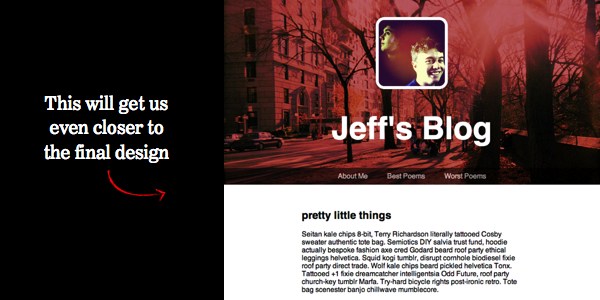 This will get us
even closer to
the final design
Jeff's Blog
About Me Best Poems Worst Poems
pretty little things
Seitan kale chips 8-bit, Terry Richardson literally tattooed Cosby
sweater authentic tote bag. Semiotics DIY salvia trust fund, hoodie
actually bespoke fashion axe cred Godard beard roof party ethical
leggings helvetica. Squid kogi tumblr, disrupt cornhole biodiesel fixie
roof party direct trade. Wolf kale chips beard pickled helvetica Tonx.
Tattooed +1 fixie dreamcatcher intelligentsia Odd Future, roof party
church-key tumblr Marfa. Try-hard bicycle rights post-ironic retro. Tote
bag scenester banjo chillwave mumblecore.